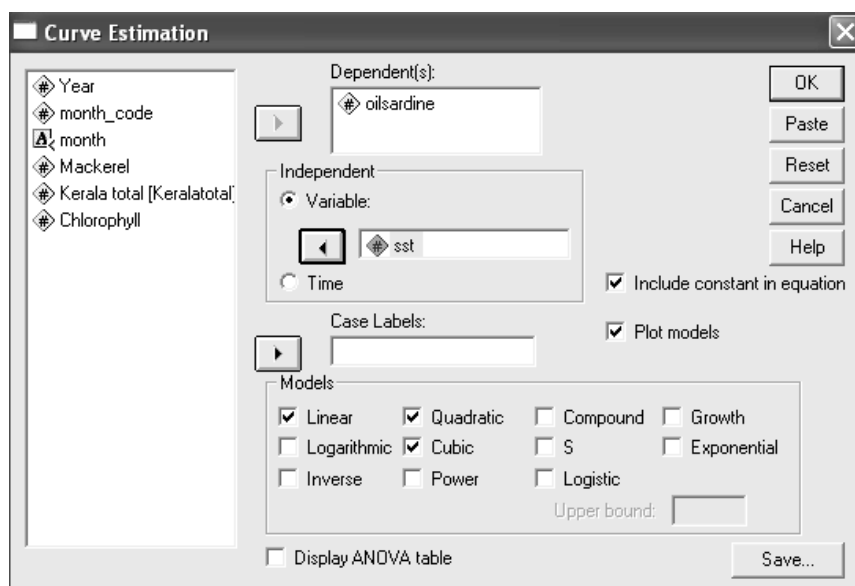 Curve Estimation
Year
month_code
month
Mackerel
Kerala total [Keralatotal]
Chlorophyll
Dependent(s):
oilsardine
Independent
Variable:
sst
Time
Case Labels:
OK
Paste
Reset
Cancel
Help
Include constant in equation
Plot models
Models
Linear Quadratic Compound Growth
Logarithmic Cubic S Exponential
Inverse Power Logistic
Upper bound:
Display ANOVA table
Save...